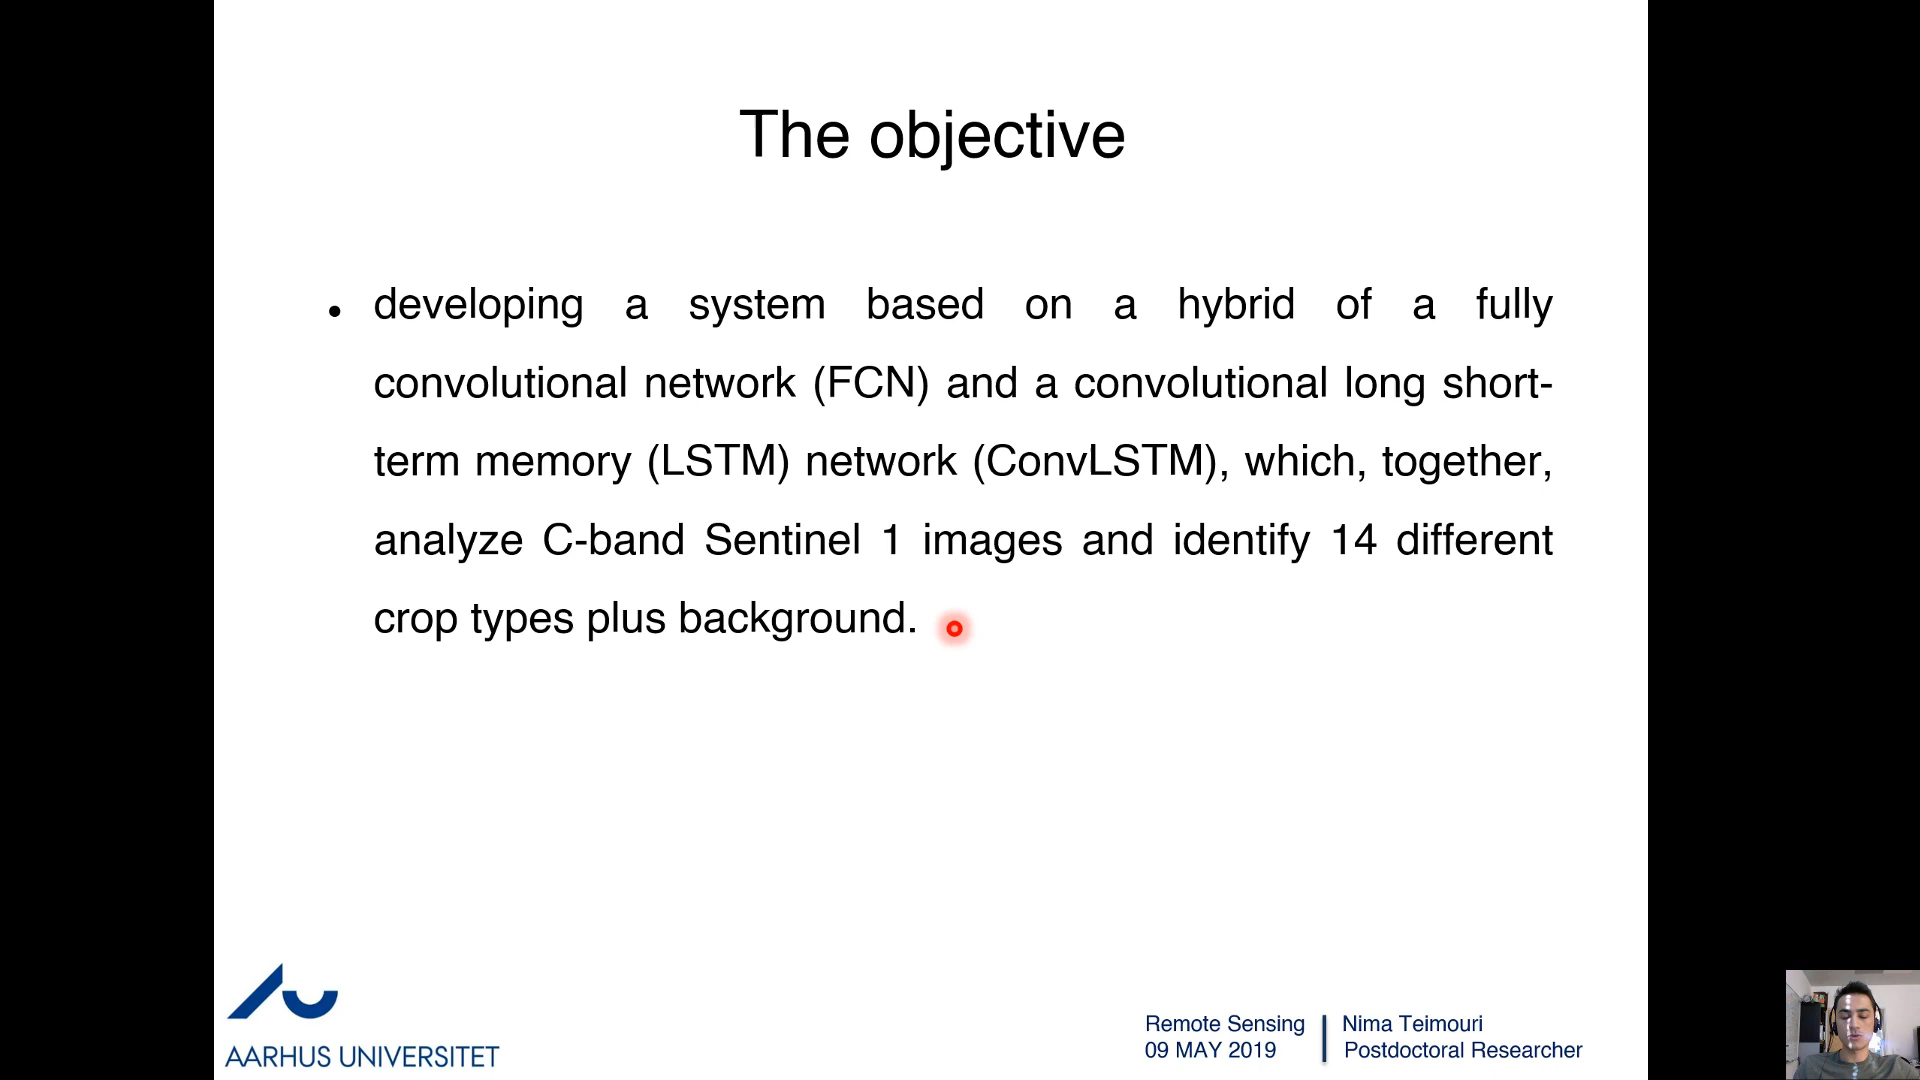 The objective
• developing a system based on a hybrid of a fully
convolutional network (FCN) and a convolutional long short-
term memory (LSTM) network (ConvLSTM), which, together,
analyze C-band Sentinel 1 images and identify 14 different
crop types plus background.
AARHUS UNIVERSITET
Remote Sensing
09 MAY 2019
Nima Teimouri
Postdoctoral Researcher